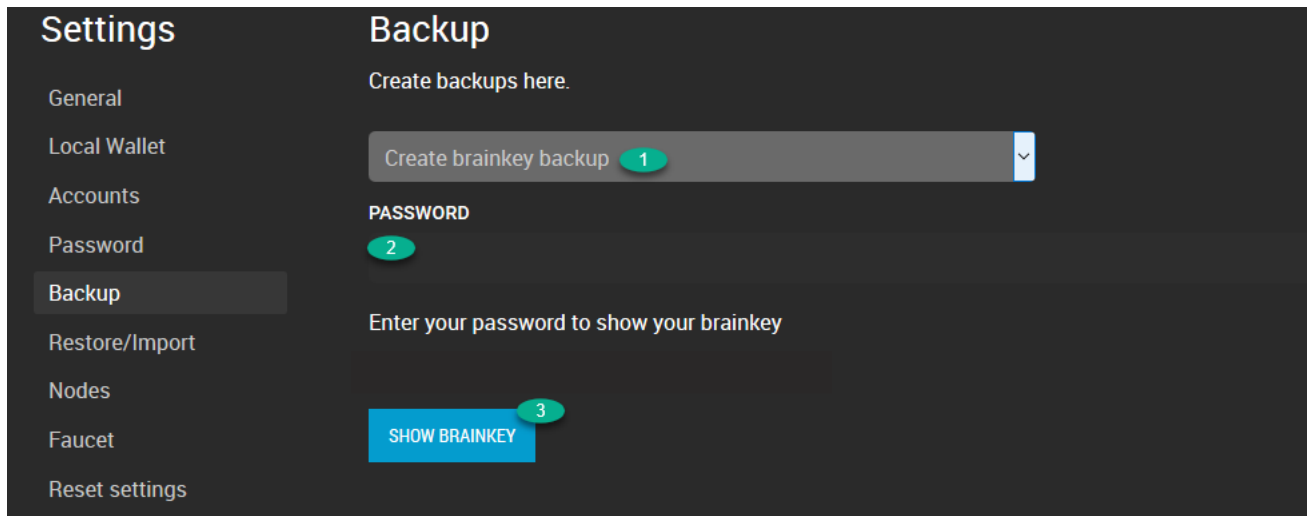 Settings
General
Local Wallet
Accounts
Password
Backup
Restore/Import
Nodes
Faucet
Reset settings
Backup
Create backups here.
Create brainkey backup 1
PASSWORD
2
Enter your password to show your brainkey
3
SHOW BRAINKEY